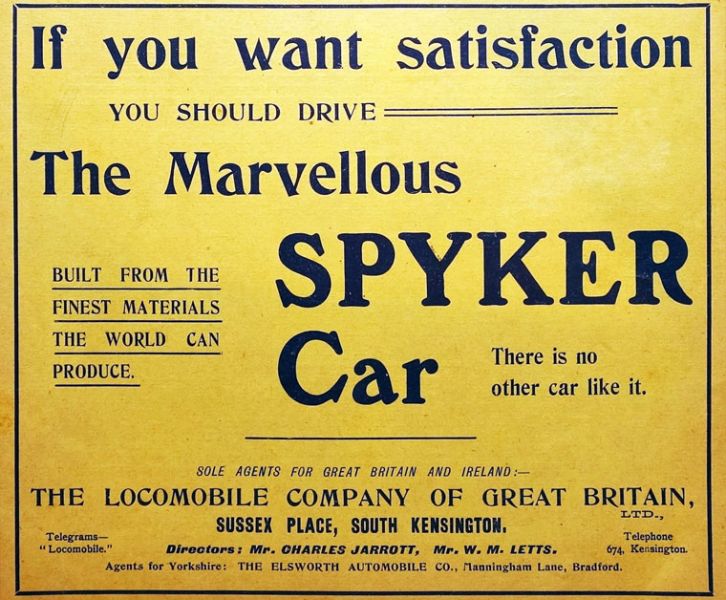 If you want satisfaction
YOU SHOULD DRIVE
The Marvellous
SPYKER
BUILT FROM THE
FINEST MATERIALS
THE WORLD CAN
PRODUCE.
Car
There is no
other car like it.
SOLE AGENTS FOR GREAT BRITAIN AND IRELAND:—
THE LOCOMOBILE COMPANY OF GREAT BRITAIN,
LTD.,
SUSSEX PLACE, SOUTH KENSINGTON.
Telegrams—
"Locomobile."
Directors: Mr. CHARLES JARROTT, Mr. W. M. LETTS.
Telephone
674, Kensington.
Agents for Yorkshire: THE ELSWORTH AUTOMOBILE CO., Manningham Lane, Bradford.